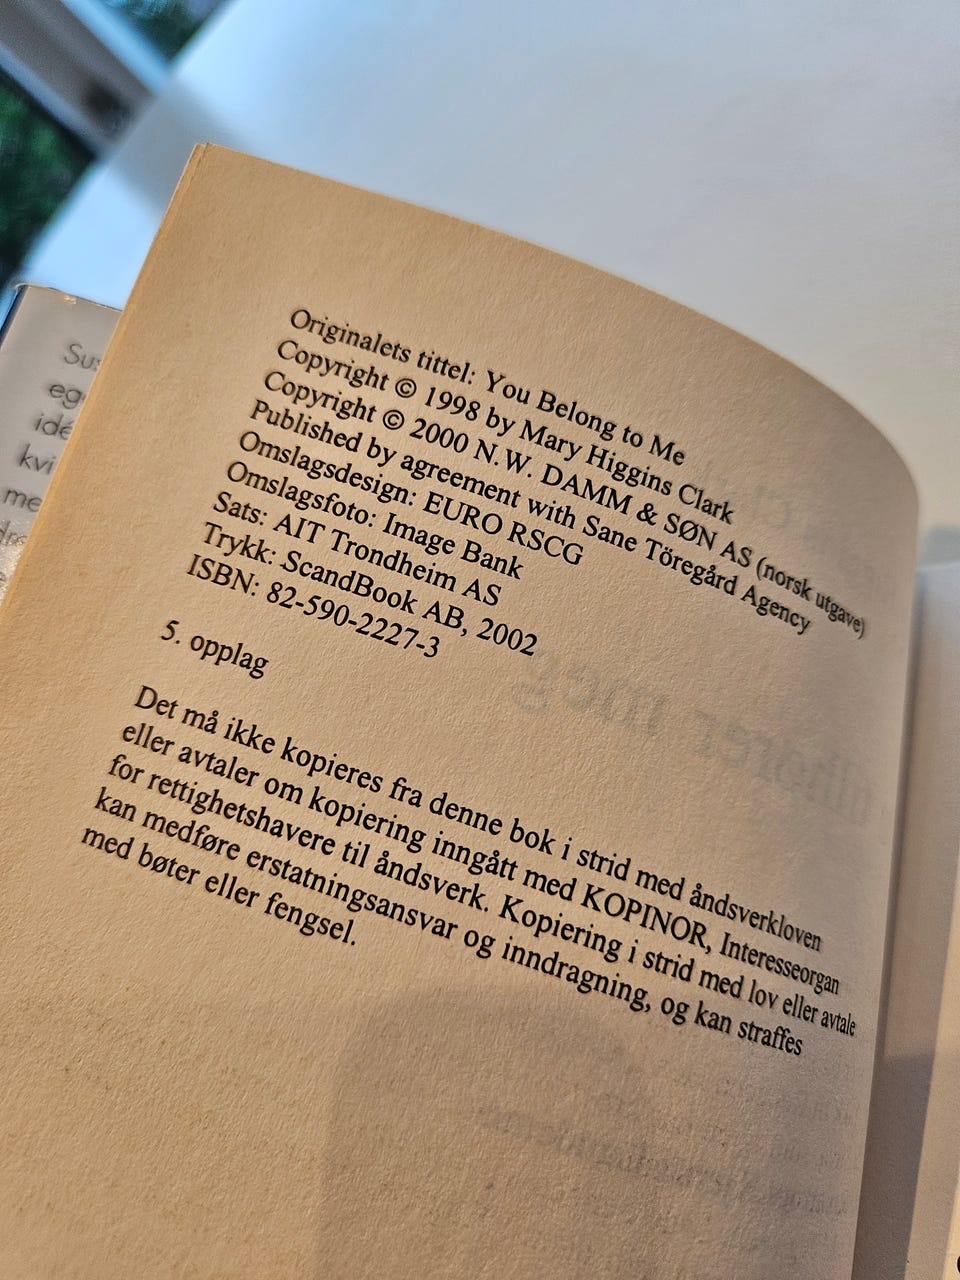 Originalets tittel: You Belong to Me
Copyright © 1998 by Mary Higgins Clark
Copyright © 2000 N.W. DAMM & SØN AS (norsk utgave)
Published by agreement with Sane Töregård Agency
Omslagsdesign: EURO RSCG
Omslagsfoto: Image Bank
Sats: AIT Trondheim AS
Trykk: ScandBook AB, 2002
ISBN: 82-590-2227-3
5. opplag
Det må ikke kopieres fra denne bok i strid med åndsverkloven
eller avtaler om kopiering inngått med KOPINOR, Interesseorgan
for rettighetshavere til åndsverk. Kopiering i strid med lov eller avtale
kan medføre erstatningsansvar og inndragning, og kan straffes
med bøter eller fengsel.